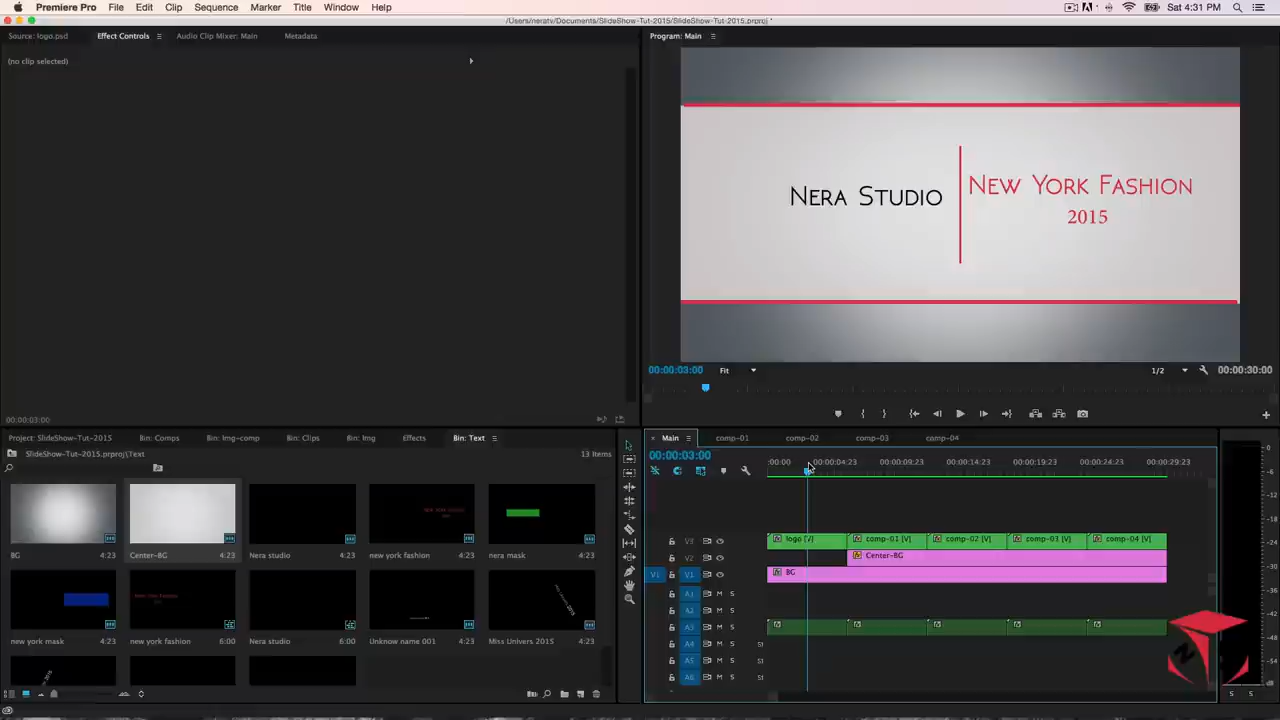 Premiere Pro File Edit Clip Sequence Marker Title Window Help Sat 4:31 PM
/Users/neratv/Documents/SlideShow-Tut-2015/SlideShow-Tut-2015.prproj *
Source: logo.psd Effect Controls Audio Clip Mixer: Main Metadata Program: Main
(no clip selected)
New York Fashion
Nera Studio
2015
00:00:03:00 Fit 1/2 00:00:30:00
00:00:03:00
Project: SlideShow-Tut-2015 Bin: Comps Bin: Img-comp Bin: Clips Bin: Img Effects Bin: Text Main comp-01 comp-02 comp-03 comp-04
SlideShow-Tut-2015.prproj\Text 13 Items 00:00:03:00
:00:00 00:00:04:23 00:00:09:23 00:00:14:23 00:00:19:23 00:00:24:23 00:00:29:23
V3 logo [V] comp-01 [V] comp-02 [V] comp-03 [V] comp-04 [V]
BG 4:23 Center-BG 4:23 Nera studio 4:23 new york fashion 4:23 nera mask 4:23 V2 Center-BG
V1 V1 BG
A1 M S
A2 M S
A3 M S
new york mask 4:23 new york fashion 6:00 Nera studio 6:00 Unknow name 001 4:23 Miss Univers 2015 4:23 A4 M S S1
A5 M S S1
A6 M S S1
S S